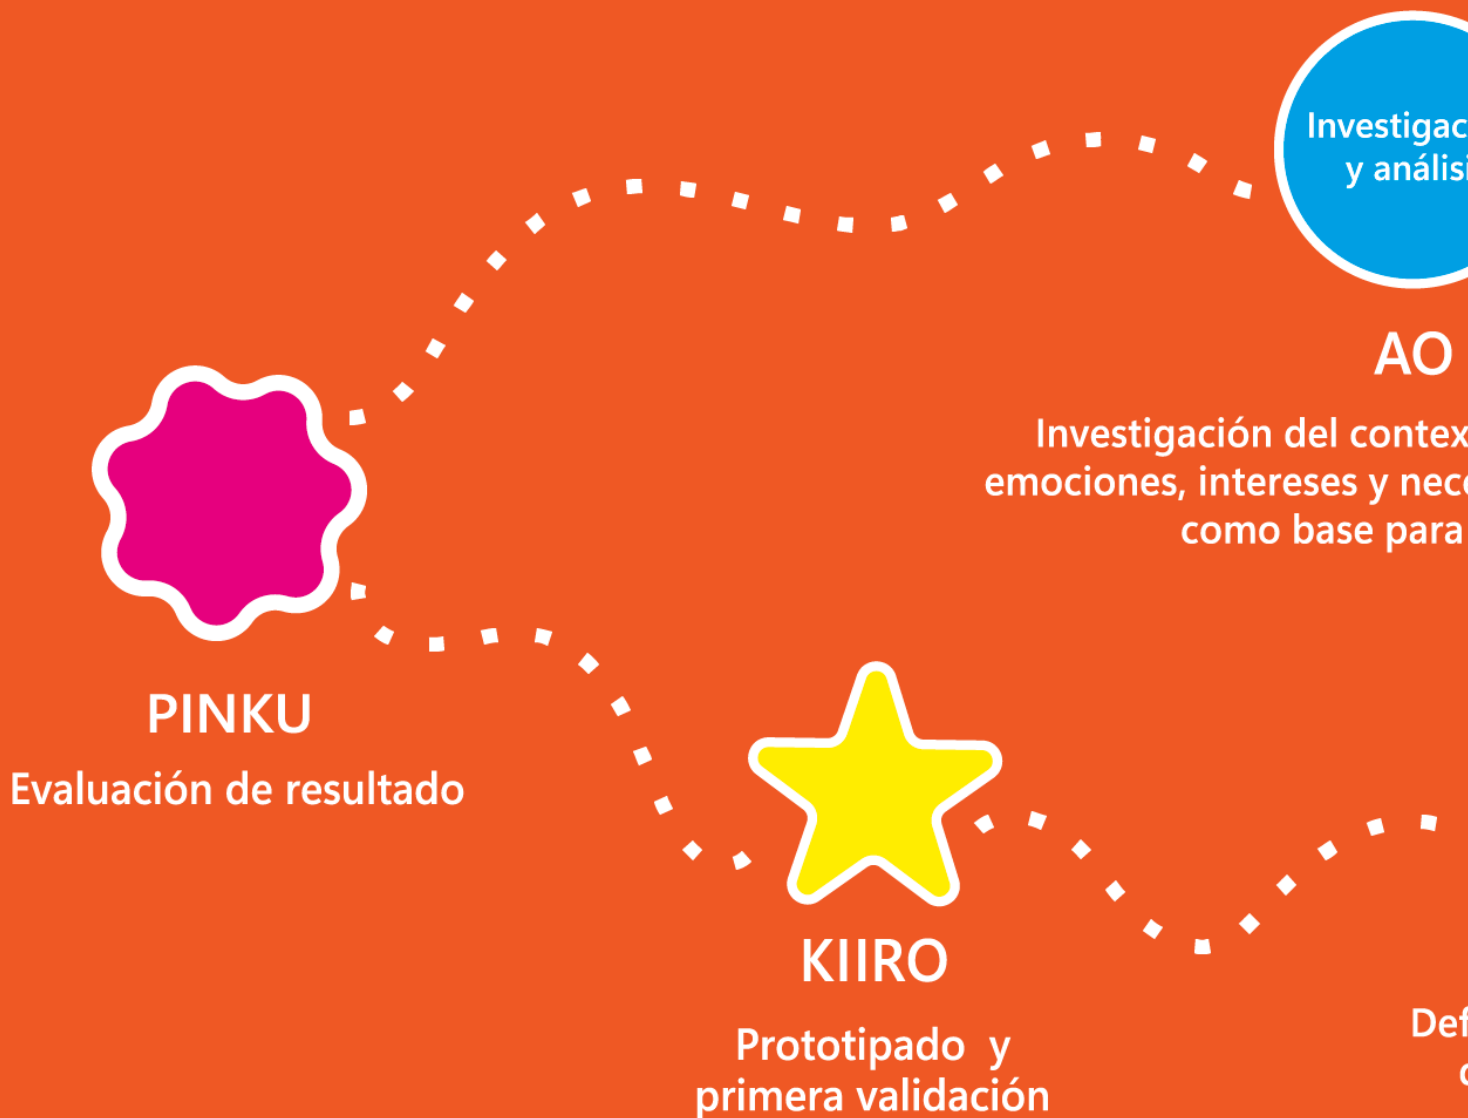 Investigac
y análisi
AO
Investigación del contex
emociones, intereses y nece
como base para
PINKU
Evaluación de resultado
KIIRO
Prototipado y
primera validación
Def